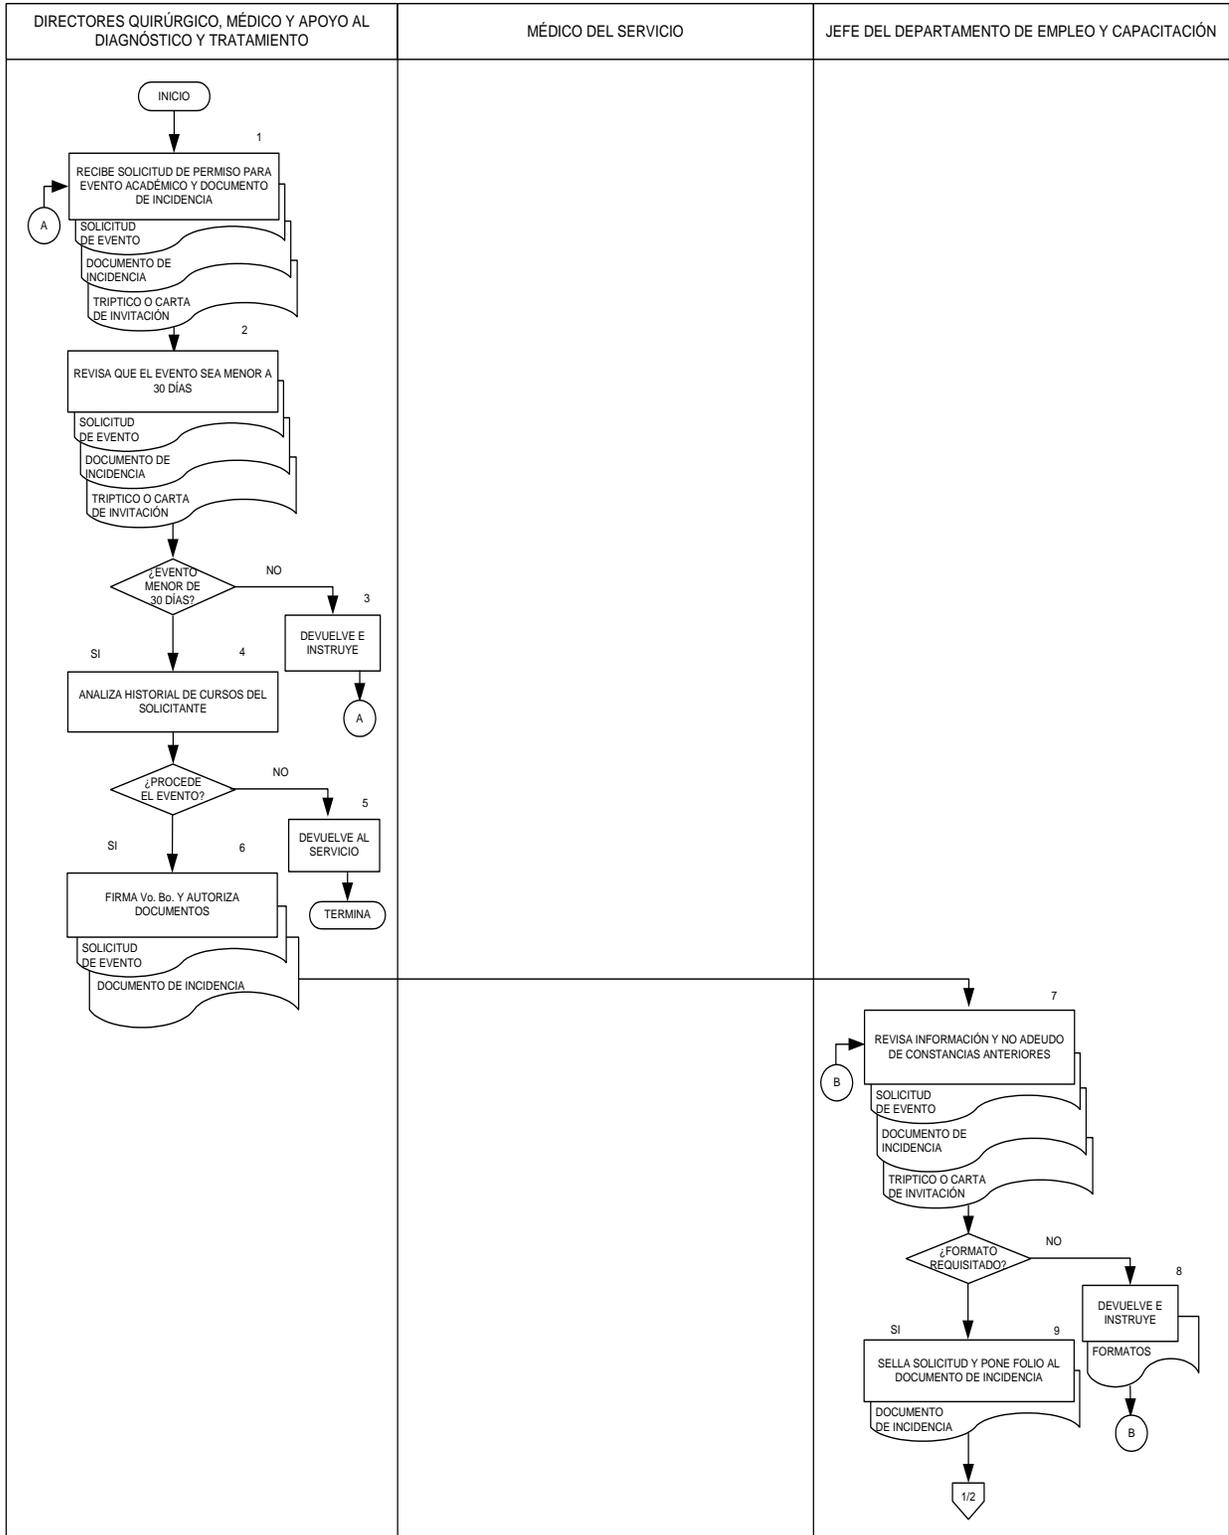 DIRECTORES QUIRÚRGICO, MÉDICO Y APOYO AL
DIAGNÓSTICO Y TRATAMIENTO
MÉDICO DEL SERVICIO
JEFE DEL DEPARTAMENTO DE EMPLEO Y CAPACITACIÓN
INICIO
1
RECIBE SOLICITUD DE PERMISO PARA
EVENTO ACADÉMICO Y DOCUMENTO
DE INCIDENCIA
A
SOLICITUD
DE EVENTO
DOCUMENTO DE
INCIDENCIA
TRIPTICO O CARTA
DE INVITACIÓN
2
REVISA QUE EL EVENTO SEA MENOR A
30 DÍAS
SOLICITUD
DE EVENTO
DOCUMENTO DE
INCIDENCIA
TRIPTICO O CARTA
DE INVITACIÓN
¿EVENTO
MENOR DE
30 DÍAS?
NO
3
DEVUELVE E
INSTRUYE
A
SI
4
ANALIZA HISTORIAL DE CURSOS DEL
SOLICITANTE
¿PROCEDE
EL EVENTO?
NO
5
DEVUELVE AL
SERVICIO
TERMINA
SI
6
FIRMA Vo. Bo. Y AUTORIZA
DOCUMENTOS
SOLICITUD
DE EVENTO
DOCUMENTO DE INCIDENCIA
7
REVISA INFORMACIÓN Y NO ADEUDO
DE CONSTANCIAS ANTERIORES
B
SOLICITUD
DE EVENTO
DOCUMENTO DE
INCIDENCIA
TRIPTICO O CARTA
DE INVITACIÓN
¿FORMATO
REQUISITADO?
NO
8
DEVUELVE E
INSTRUYE
FORMATOS
B
SI
9
SELLA SOLICITUD Y PONE FOLIO AL
DOCUMENTO DE INCIDENCIA
DOCUMENTO
DE INCIDENCIA
1/2